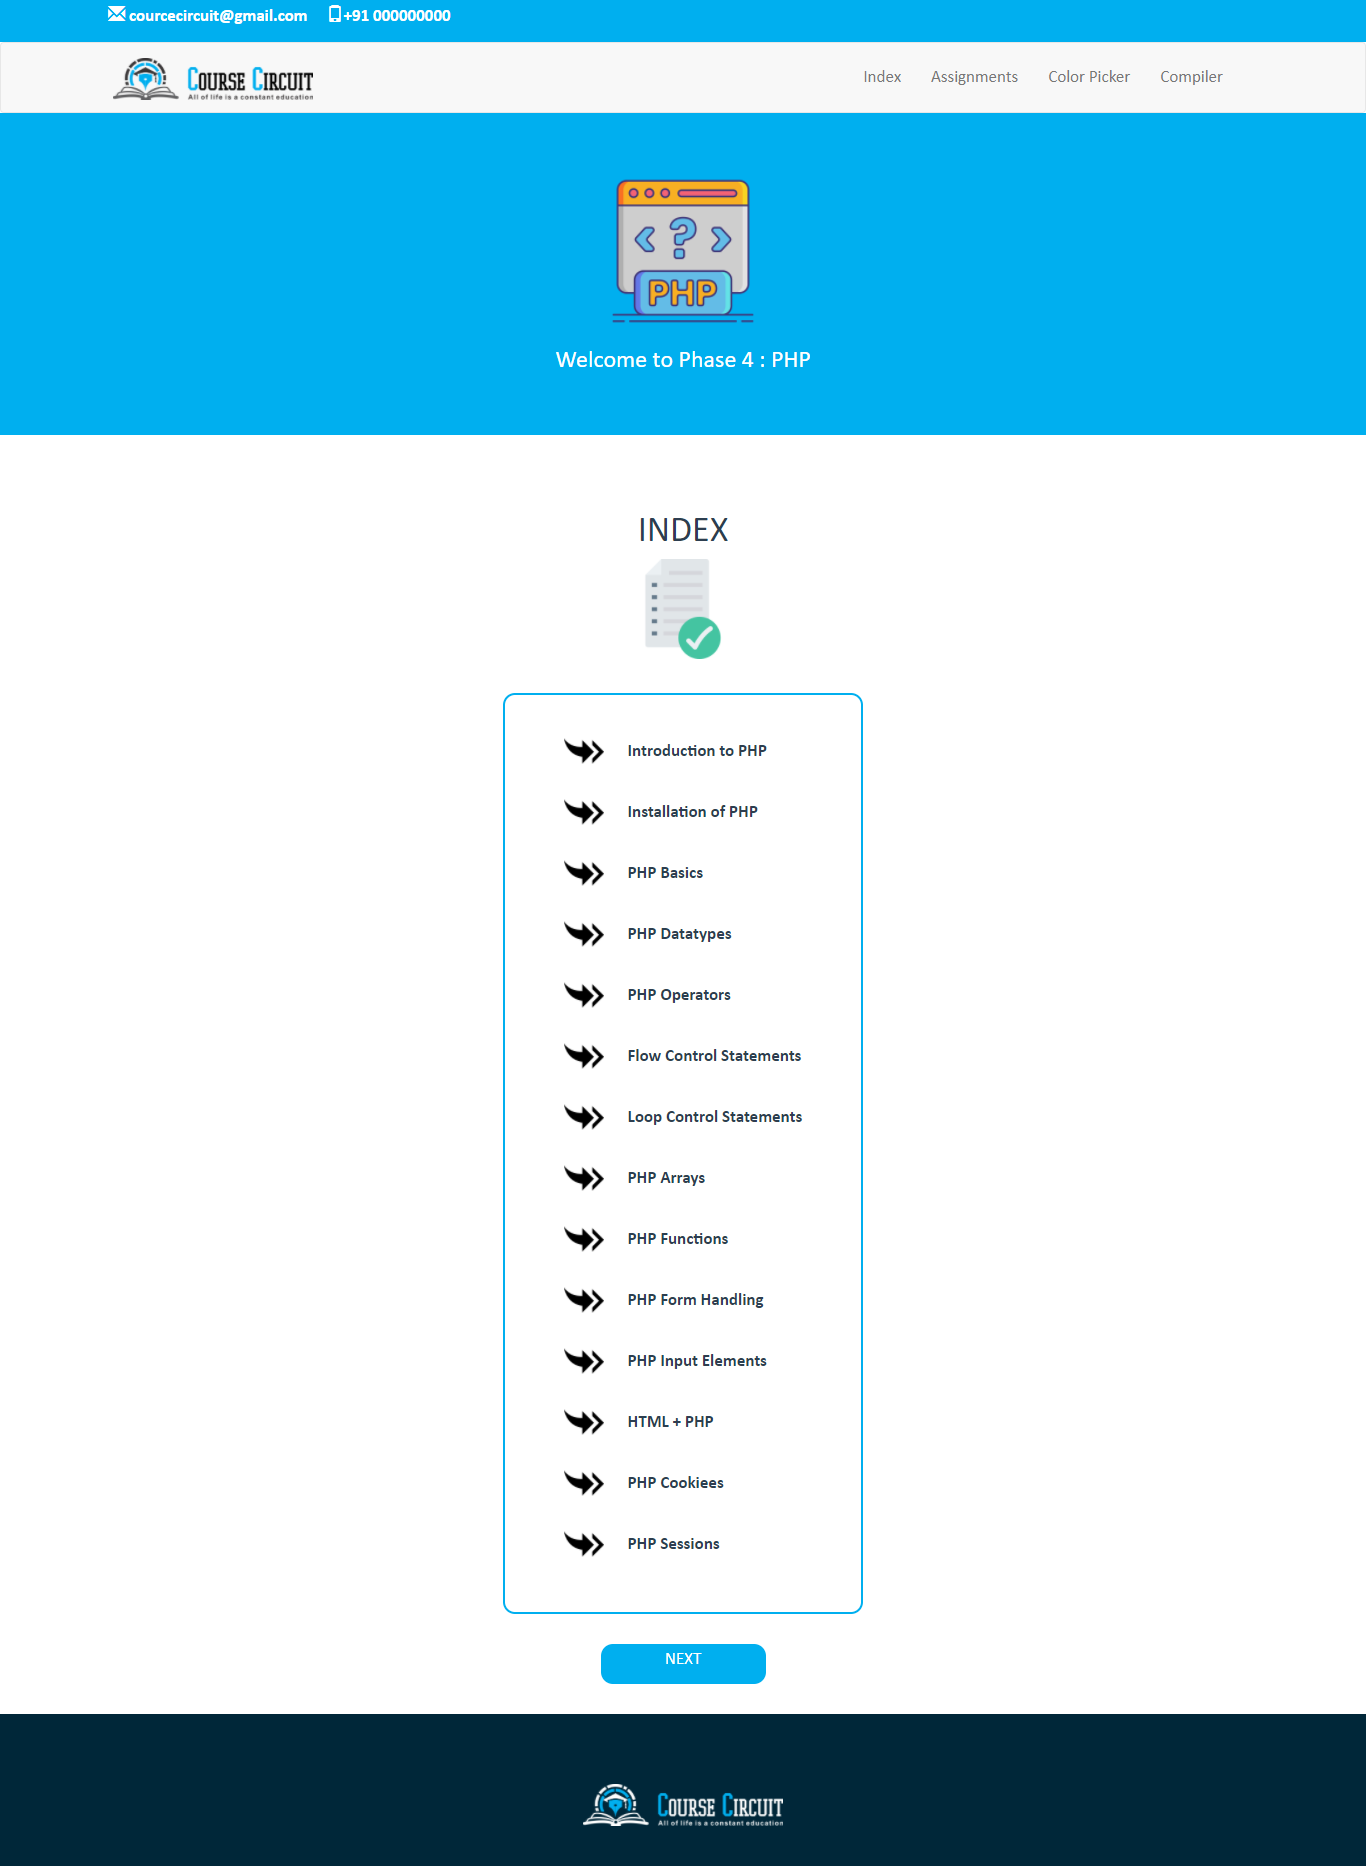 courcecircuit@gmail.com +91 000000000
COURSE CIRCUIT
All of life is a constant education
Index Assignments Color Picker Compiler
< ? >
PHP
Welcome to Phase 4 : PHP
INDEX
Introduction to PHP
Installation of PHP
PHP Basics
PHP Datatypes
PHP Operators
Flow Control Statements
Loop Control Statements
PHP Arrays
PHP Functions
PHP Form Handling
PHP Input Elements
HTML + PHP
PHP Cookiees
PHP Sessions
NEXT
COURSE CIRCUIT
All of life is a constant education